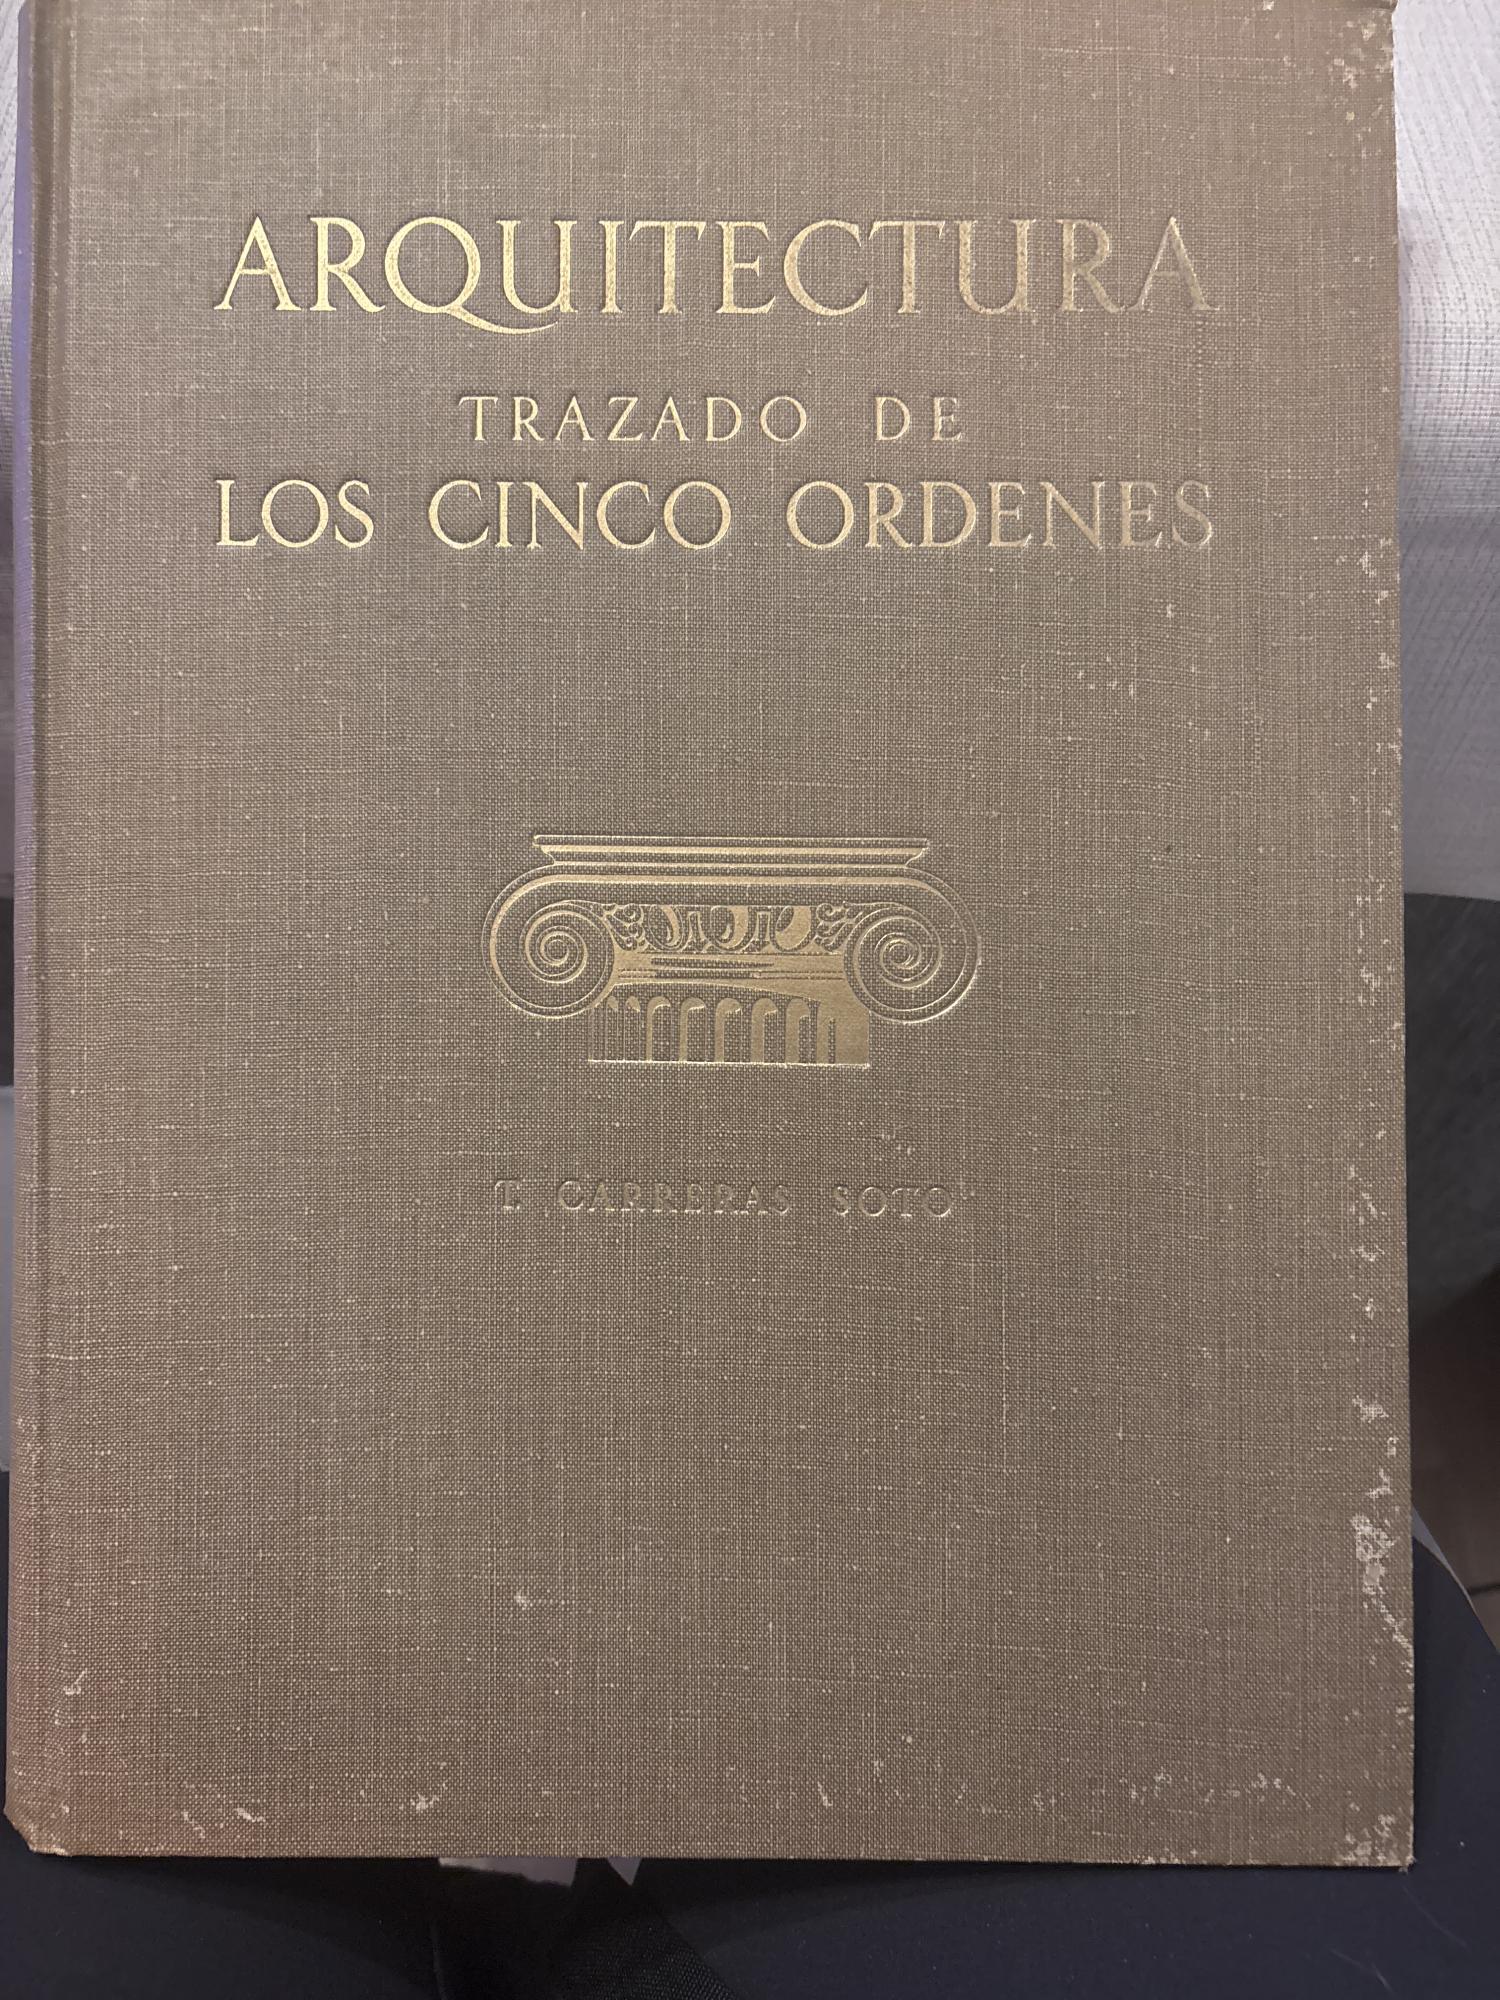 ARQUITECTURA
TRAZADO DE
LOS CINCO ORDENES
T. CARRERAS SOTO